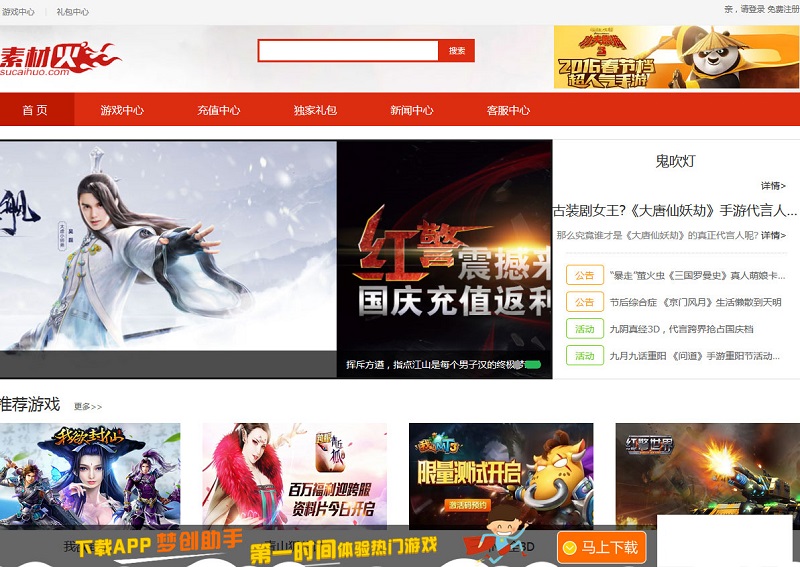 游戏中心
礼包中心
亲，请登录 免费注册
素材火
sucaihuo.com
搜索
2016春节档
超人气手游
首 页
游戏中心
充值中心
独家礼包
新闻中心
客服中心
红警
震撼来
国庆充值返利
挥斥方遒，指点江山是每个男子汉的终极
鬼吹灯
详情>
古装剧女王?《大唐仙妖劫》手游代言人...
那么究竟谁才是《大唐仙妖劫》的真正代言人呢? 详情>
公告 “暴走”萤火虫《三国罗曼史》真人萌娘卡...
公告 节后综合症 《京门风月》生活懒散到天明
活动 九阴真经3D，代言跨界抢占国庆档
活动 九月九话重阳 《问道》手游重阳节活动...
推荐游戏
更多>>
我欲封仙
百万福利迎跨服
资料片今日开启
限量测试开启
激活码预约
红警世界
下载APP 梦创助手
第一时间体验热门游戏
3D
马上下载